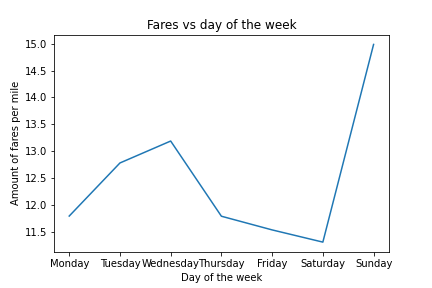 Fares vs day of the week
Amount of fares per mile
15.0
14.5
14.0
13.5
13.0
12.5
12.0
11.5
Monday Tuesday Wednesday Thursday Friday Saturday Sunday
Day of the week